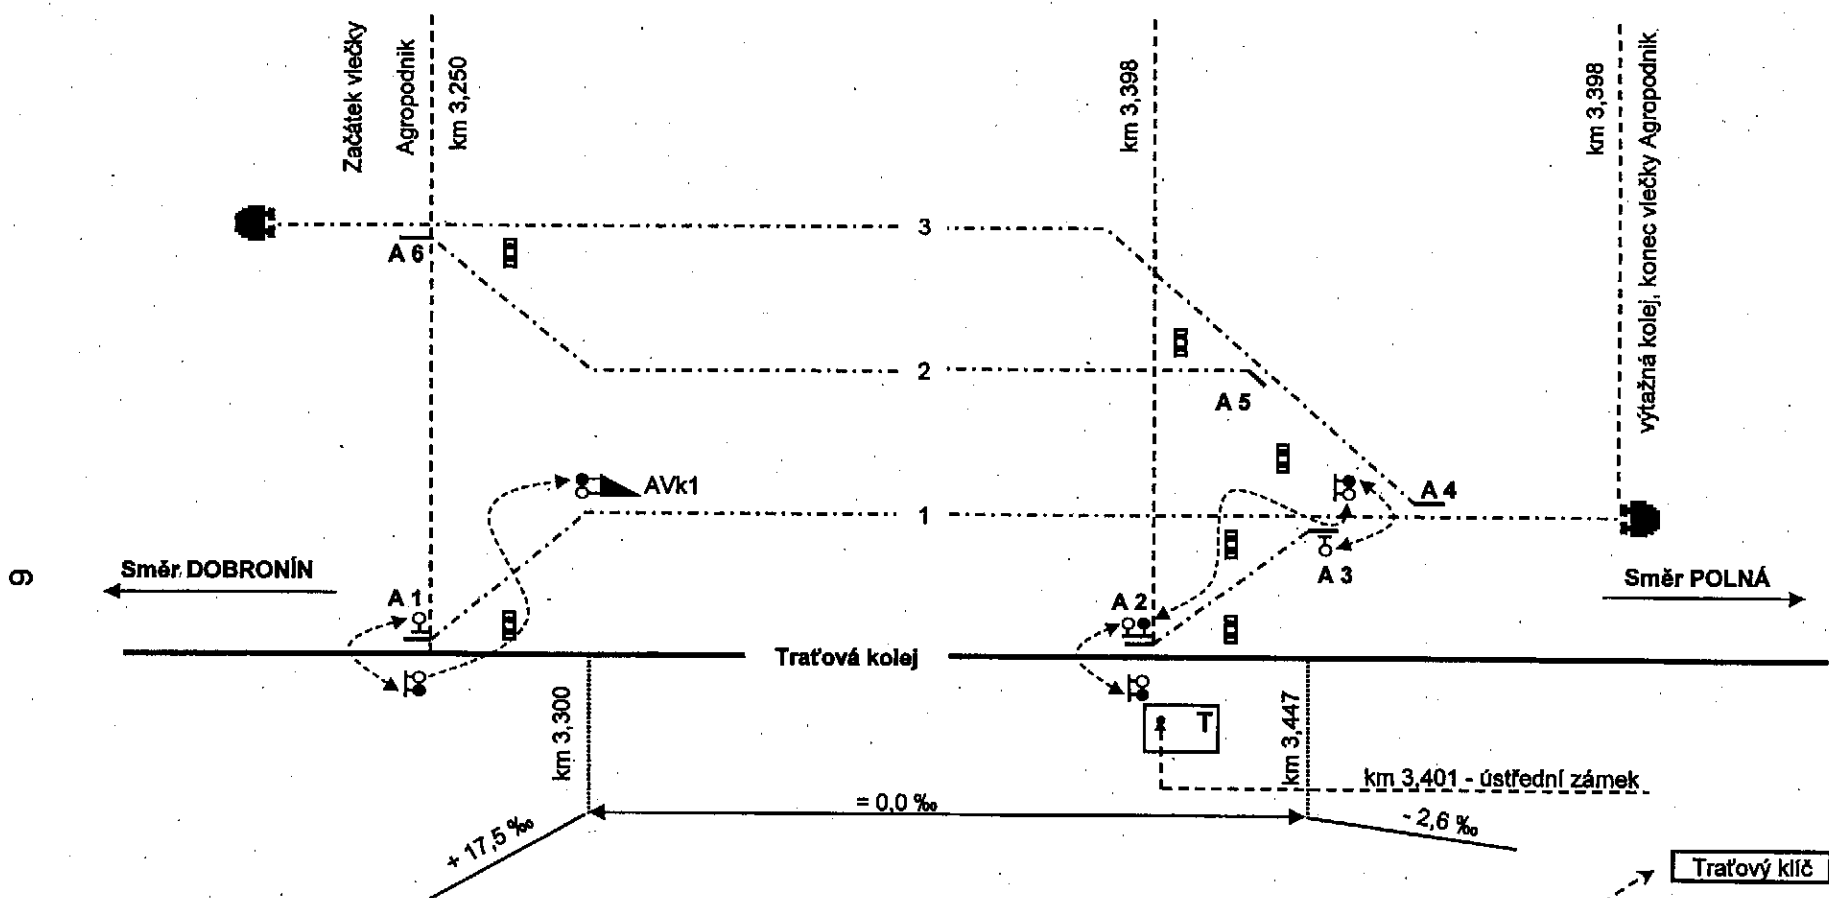 Začátek vlečky
Agropodnik
km 3,250
km 3,398
km 3,398
výtažná kolej, konec vlečky Agropodnik
3
A 6
2
A 5
AVk1
A 4
1
A 3
9
Směr DOBRONÍN
A 1
A 2
Směr POLNÁ
Traťová kolej
km 3,300
T
km 3,447
km 3,401 - ústřední zámek
= 0,0 ‰
+ 17,5 ‰
- 2,6 ‰
Traťový klíč